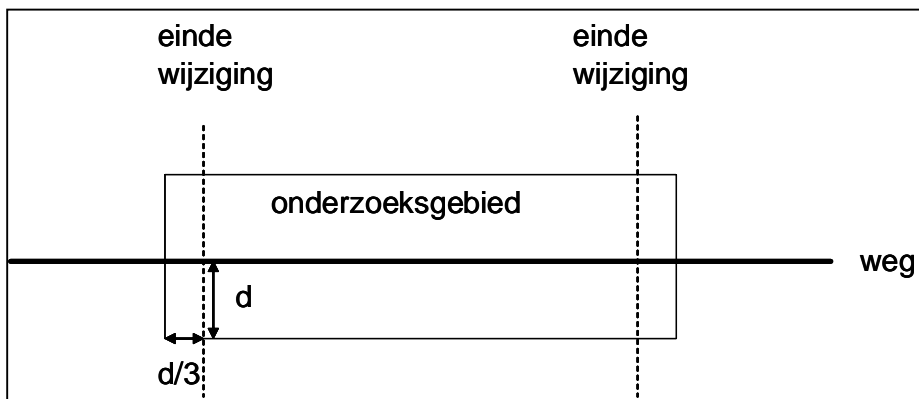 einde
wijziging
einde
wijziging
onderzoeksgebied
weg
d
d/3